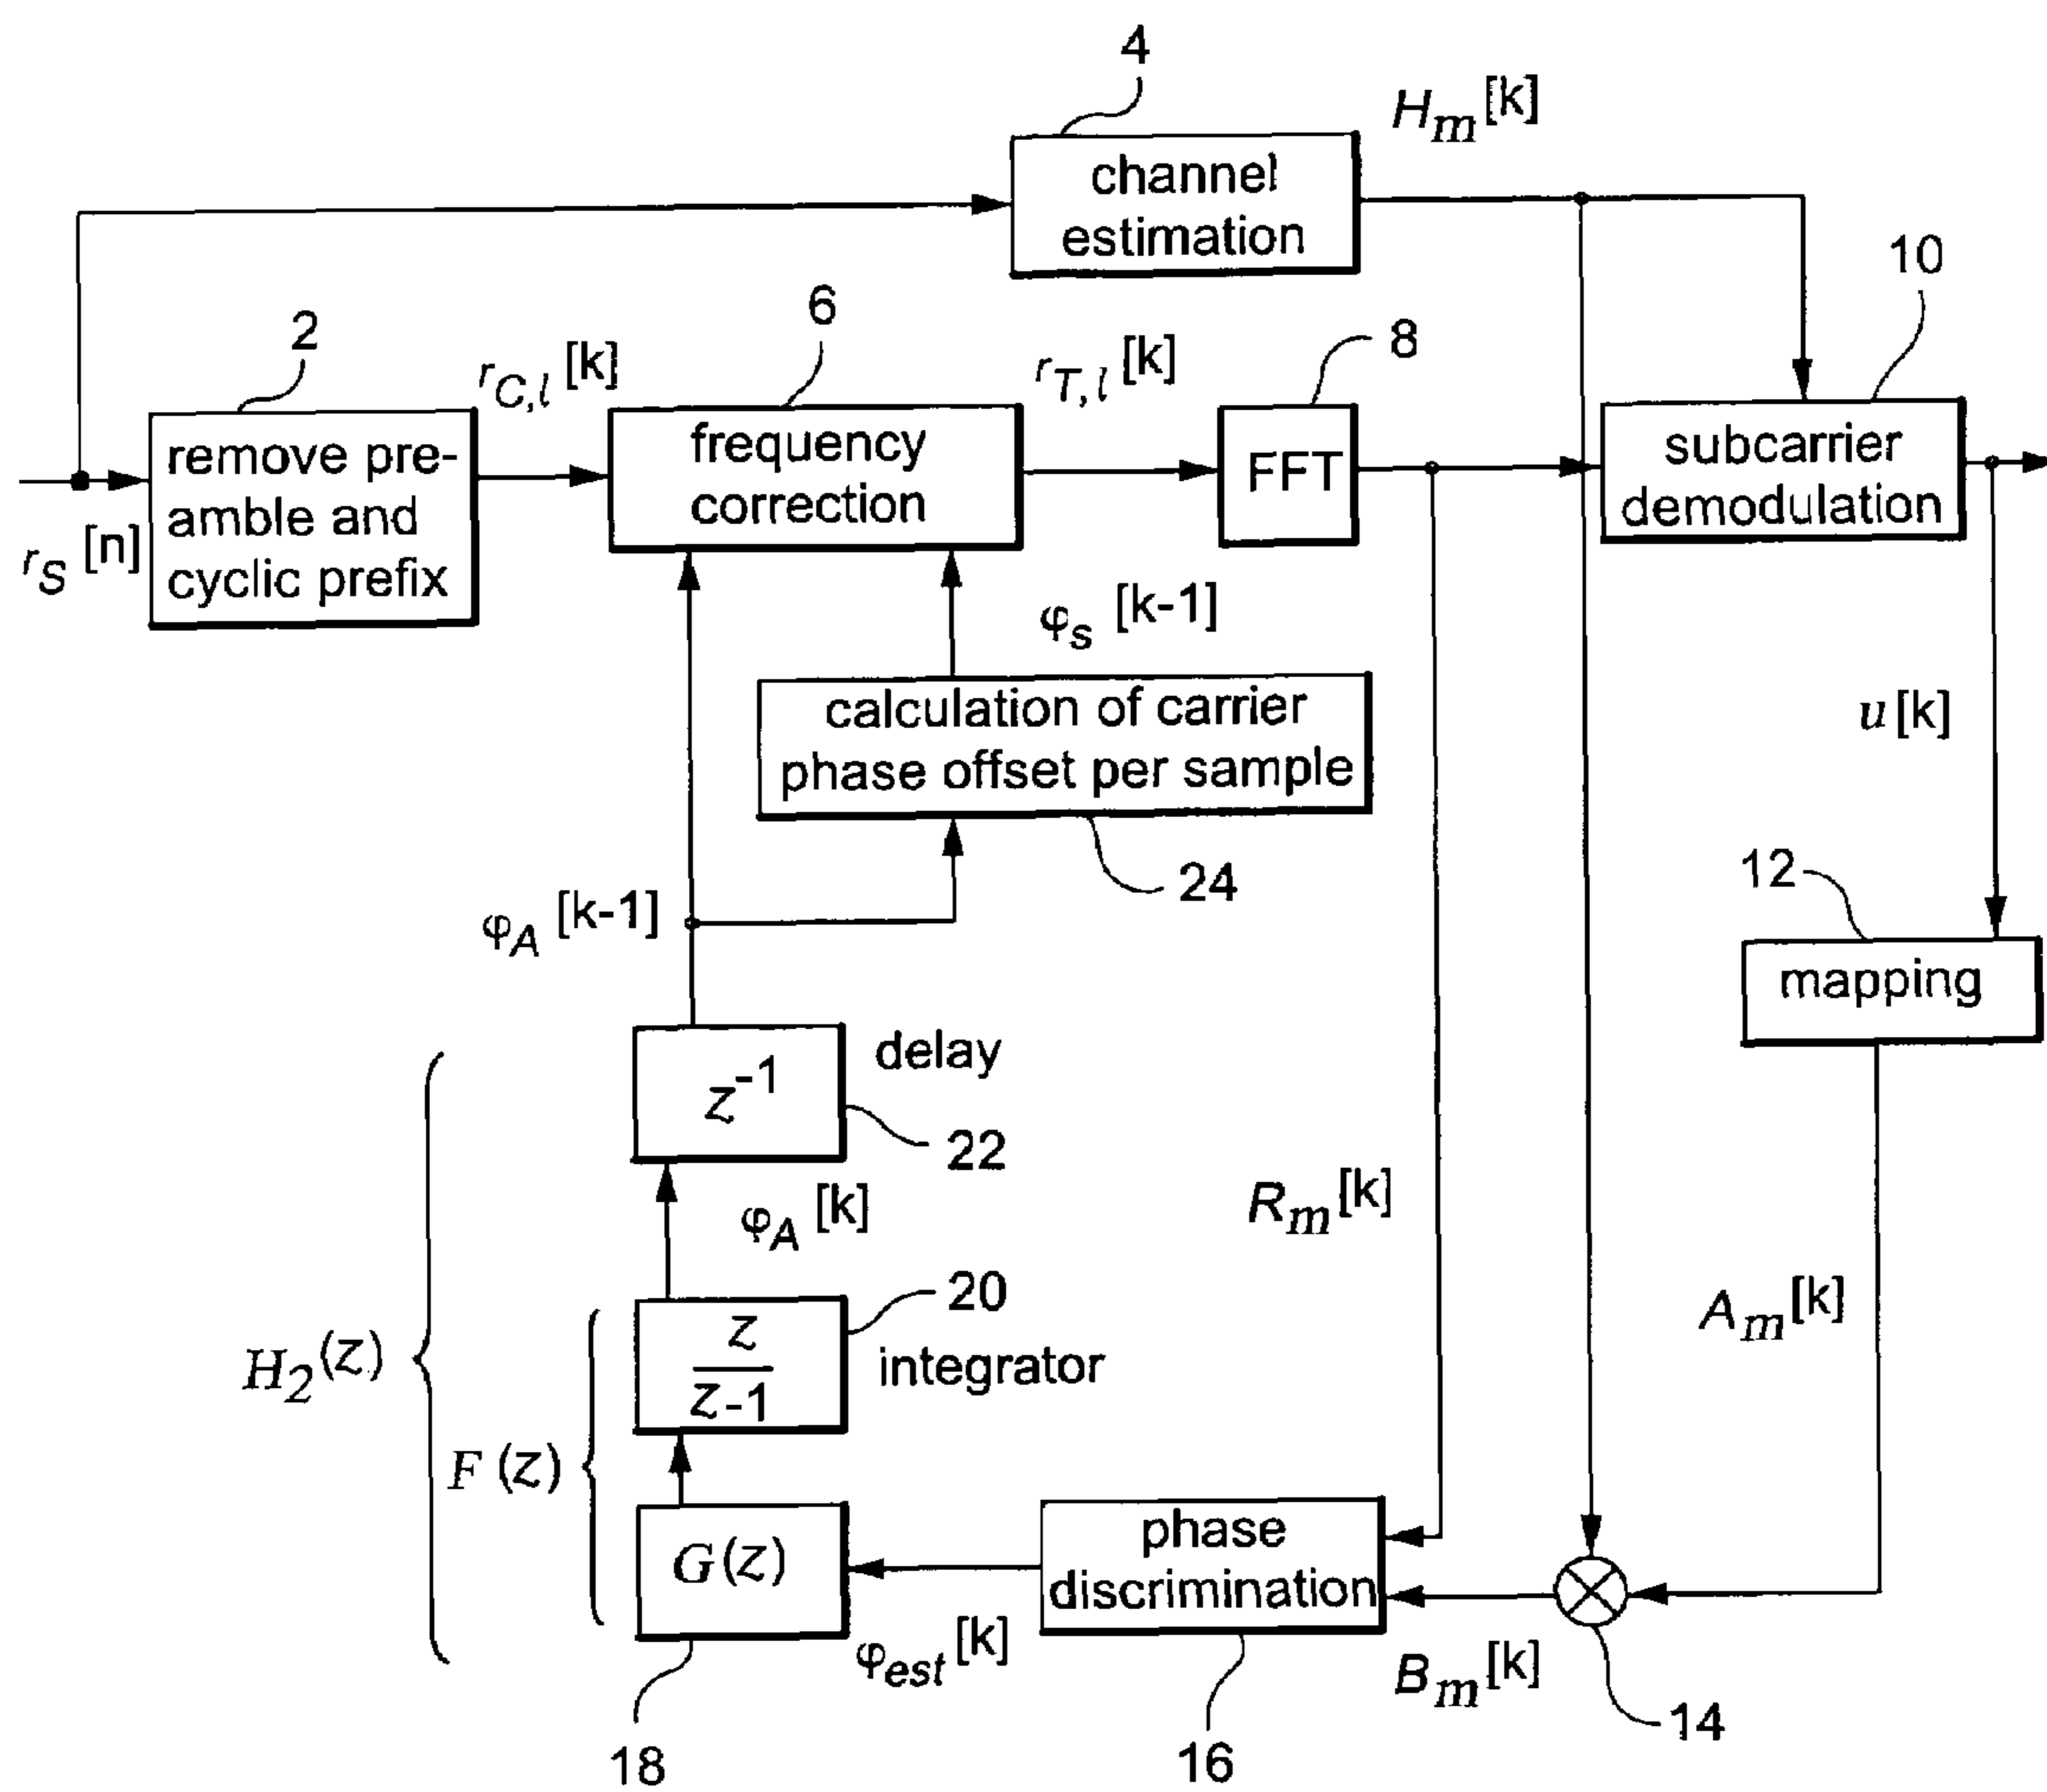 4
H_m[k]
channel
estimation
10
2
6
8
r_C,l[k]
r_T,l[k]
remove pre-
amble and
cyclic prefix
frequency
correction
FFT
subcarrier
demodulation
r_S[n]
φ_s[k-1]
calculation of carrier
phase offset per sample
u[k]
24
12
φ_A[k-1]
mapping
z^-1
delay
22
φ_A[k]
R_m[k]
20
z
z-1
integrator
A_m[k]
H_2(z)
F(z)
G(z)
phase
discrimination
φ_est[k]
B_m[k]
14
18
16